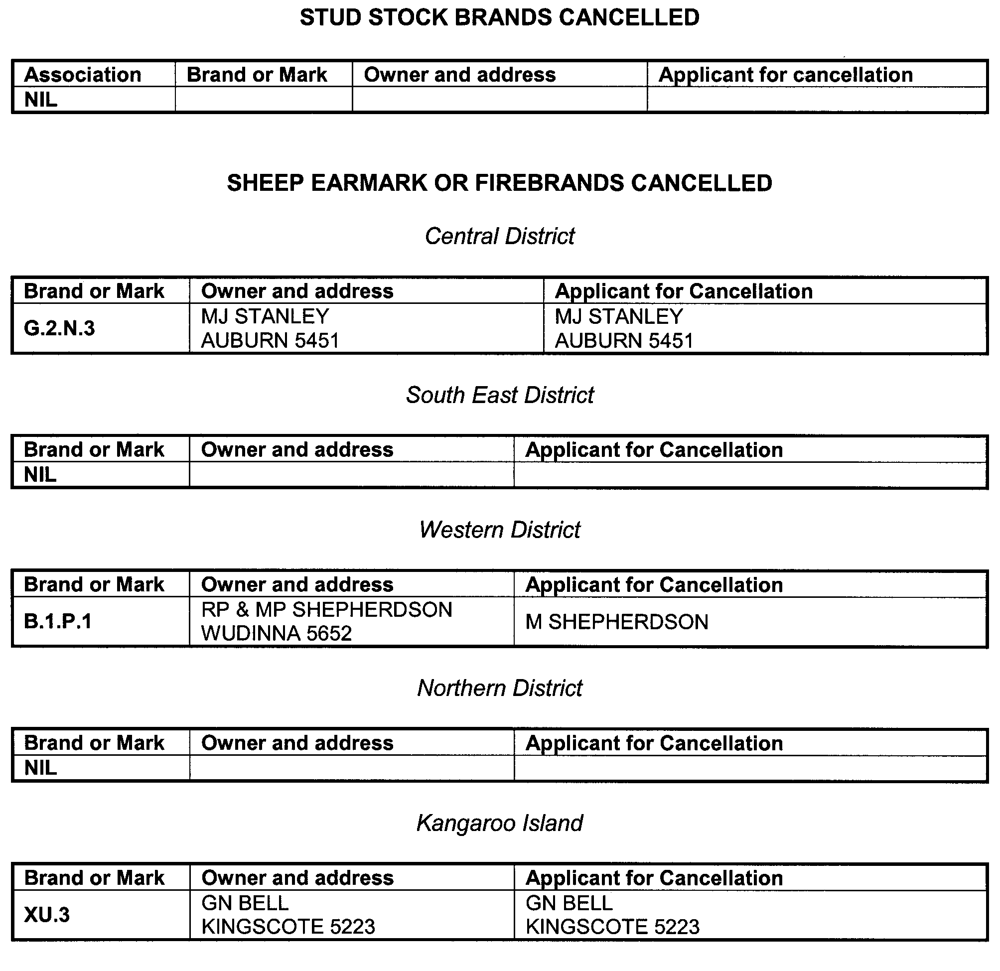 STUD STOCK BRANDS CANCELLED
Association Brand or Mark Owner and address Applicant for cancellation
NIL
SHEEP EARMARK OR FIREBRANDS CANCELLED
Central District
Brand or Mark Owner and address Applicant for Cancellation
G.2.N.3
MJ STANLEY
AUBURN 5451
MJ STANLEY
AUBURN 5451
South East District
Brand or Mark Owner and address Applicant for Cancellation
NIL
Western District
Brand or Mark Owner and address Applicant for Cancellation
B.1.P.1
RP & MP SHEPHERDSON
WUDINNA 5652
M SHEPHERDSON
Northern District
Brand or Mark Owner and address Applicant for Cancellation
NIL
Kangaroo Island
Brand or Mark Owner and address Applicant for Cancellation
XU.3
GN BELL
KINGSCOTE 5223
GN BELL
KINGSCOTE 5223